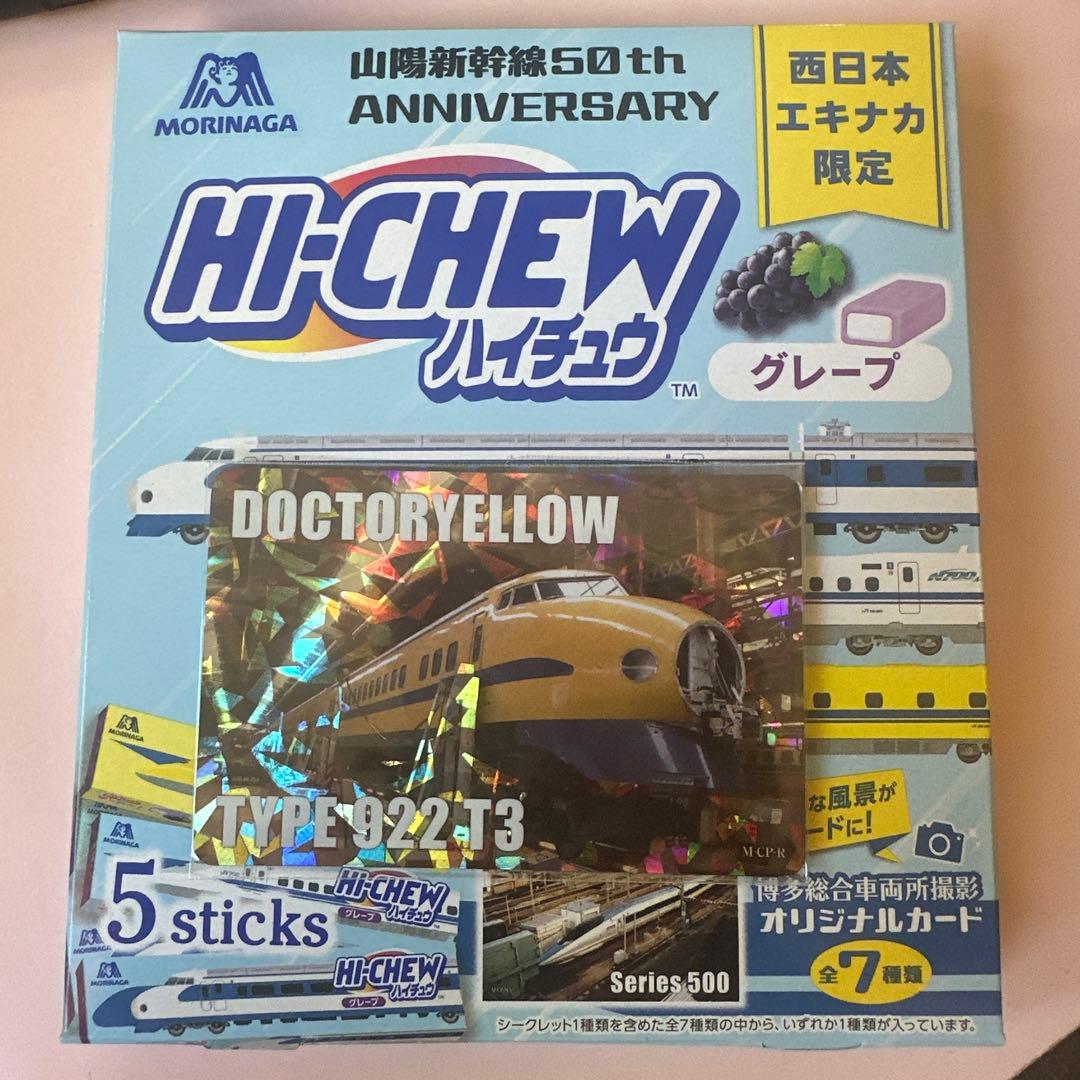 MORINAGA
山陽新幹線50th
ANNIVERSARY
西日本
エキナカ
限定
HI-CHEW
ハイチュウ
TM
グレープ
DOCTORYELLOW
TYPE 922 T3
M-CP-R
N700
MORINAGA
な風景が
ードに!
博多総合車両所撮影
オリジナルカード
全7種類
5 sticks
HI-CHEW
ハイチュウ
グレープ
MORINAGA
HI-CHEW
ハイチュウ
グレープ
Series 500
シークレット1種類を含めた全7種類の中から、いずれか1種類が入っています。